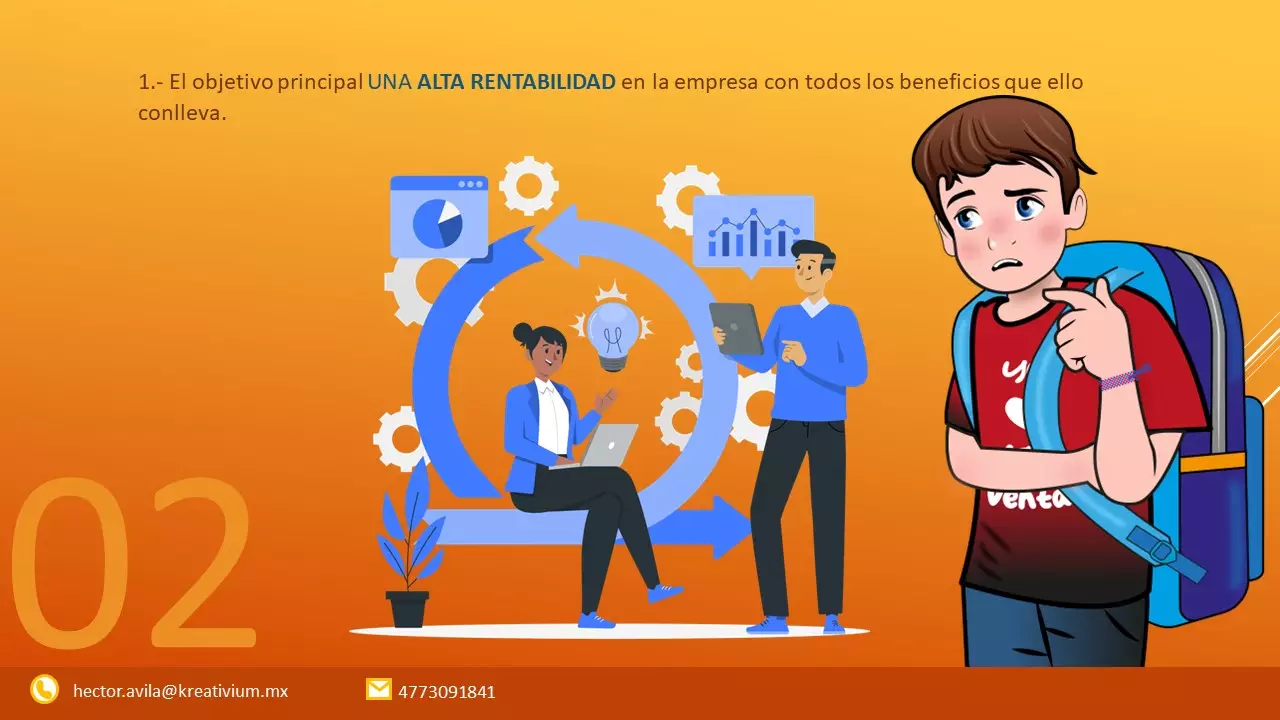 1.- El objetivo principal UNA ALTA RENTABILIDAD en la empresa con todos los beneficios que ello
conlleva.
02
hector.avila@kreativium.mx
4773091841